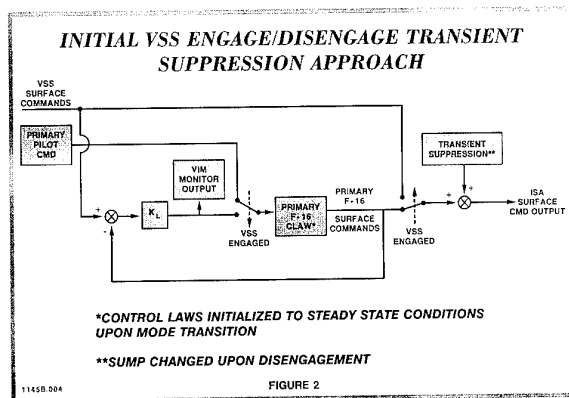 INITIAL VSS ENGAGE/DISENGAGE TRANSIENT
SUPPRESSION APPROACH
VSS
SURFACE
COMMANDS
PRIMARY
PILOT
CMD
TRANSIENT
SUPPRESSION**
VIM
MONITOR
OUTPUT
PRIMARY
F-16
+
-
KL
VSS
ENGAGED
PRIMARY
F-16
CLAW*
SURFACE
COMMANDS
VSS
ENGAGED
+
+
ISA
SURFACE
CMD OUTPUT
*CONTROL LAWS INITIALIZED TO STEADY STATE CONDITIONS
UPON MODE TRANSITION
**SUMP CHANGED UPON DISENGAGEMENT
1145B.004
FIGURE 2